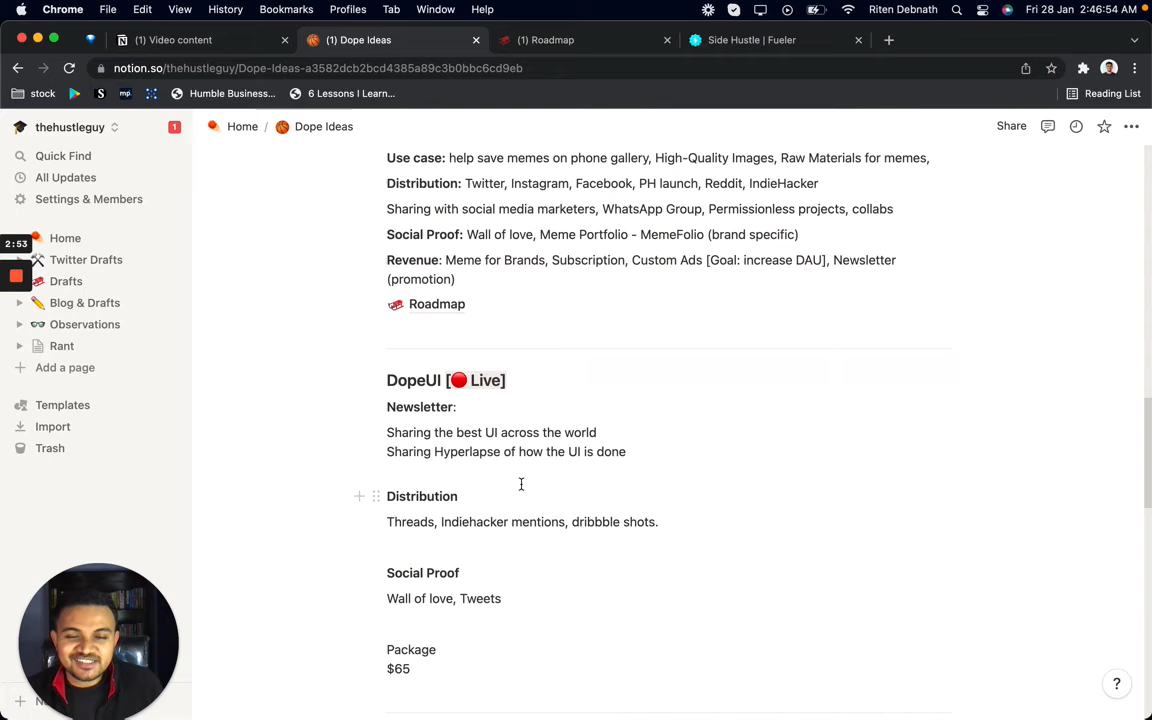 Chrome File Edit View History Bookmarks Profiles Tab Window Help Riten Debnath Fri 28 Jan 2:46:54 AM
(1) Video content (1) Dope Ideas (1) Roadmap Side Hustle | Fueler
notion.so/thehustleguy/Dope-Ideas-a3582dcb2bcd4385a89c3b0bbc6cd9eb
stock S mp. Humble Business... 6 Lessons I Learn... Reading List
thehustleguy 1 Home / Dope Ideas Share
Quick Find
All Updates
Settings & Members
2:53
Home
Twitter Drafts
Drafts
Blog & Drafts
Observations
Rant
Add a page
Templates
Import
Trash
Use case: help save memes on phone gallery, High-Quality Images, Raw Materials for memes,
Distribution: Twitter, Instagram, Facebook, PH launch, Reddit, IndieHacker
Sharing with social media marketers, WhatsApp Group, Permissionless projects, collabs
Social Proof: Wall of love, Meme Portfolio - MemeFolio (brand specific)
Revenue: Meme for Brands, Subscription, Custom Ads [Goal: increase DAU], Newsletter
(promotion)
Roadmap
DopeUI [🔴 Live]
Newsletter:
Sharing the best UI across the world
Sharing Hyperlapse of how the UI is done
Distribution
Threads, Indiehacker mentions, dribbble shots.
Social Proof
Wall of love, Tweets
Package
$65
?